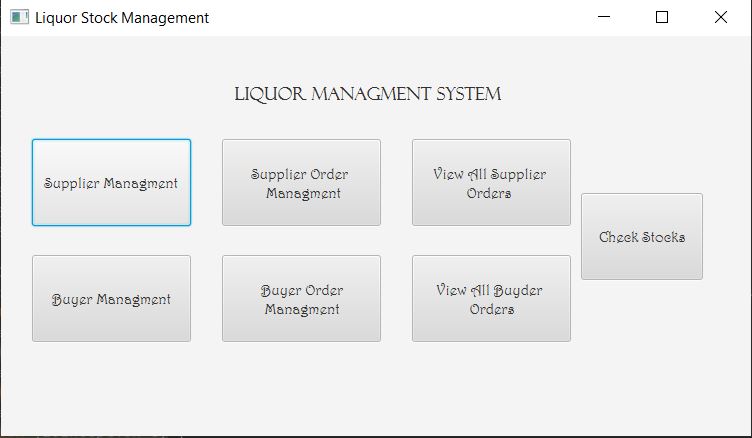 Liquor Stock Management
LIQUOR MANAGMENT SYSTEM
Supplier Managment
Supplier Order
Managment
View All Supplier
Orders
Check Stocks
Buyer Managment
Buyer Order
Managment
View All Buyder
Orders